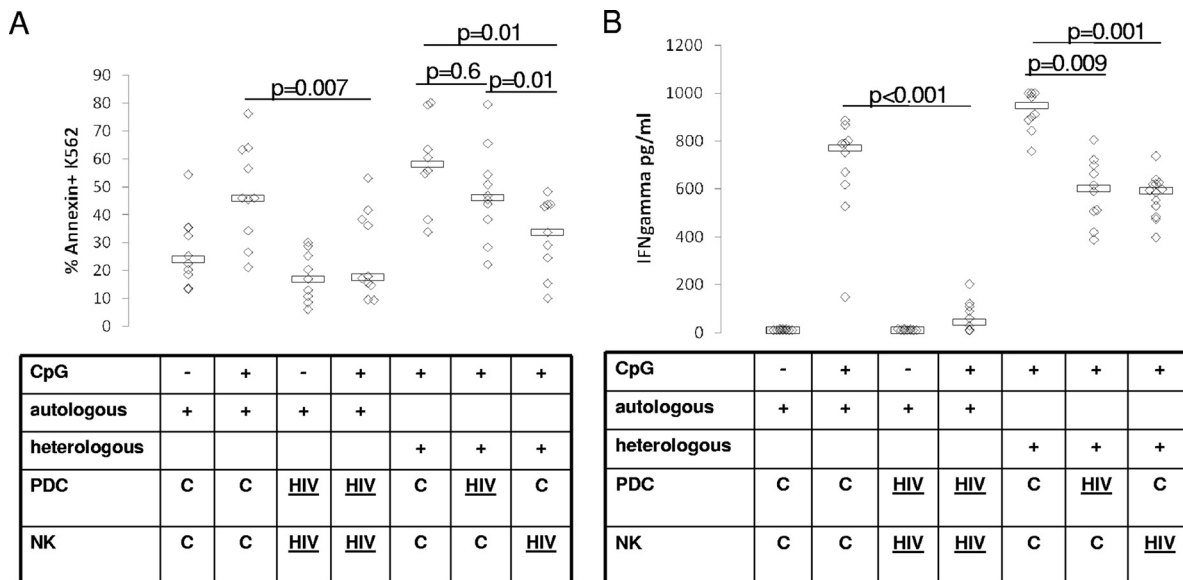 A
p=0.01
p=0.6
p=0.01
p=0.007
% Annexin+ K562
90
80
70
60
50
40
30
20
10
0
CpG - + - + + + +
autologous + + + +
heterologous + + +
PDC C C HIV HIV C HIV C
NK C C HIV HIV C C HIV
B
p=0.001
p=0.009
p<0.001
IFNgamma pg/ml
1200
1000
800
600
400
200
0
CpG - + - + + + +
autologous + + + +
heterologous + + +
PDC C C HIV HIV C HIV C
NK C C HIV HIV C C HIV